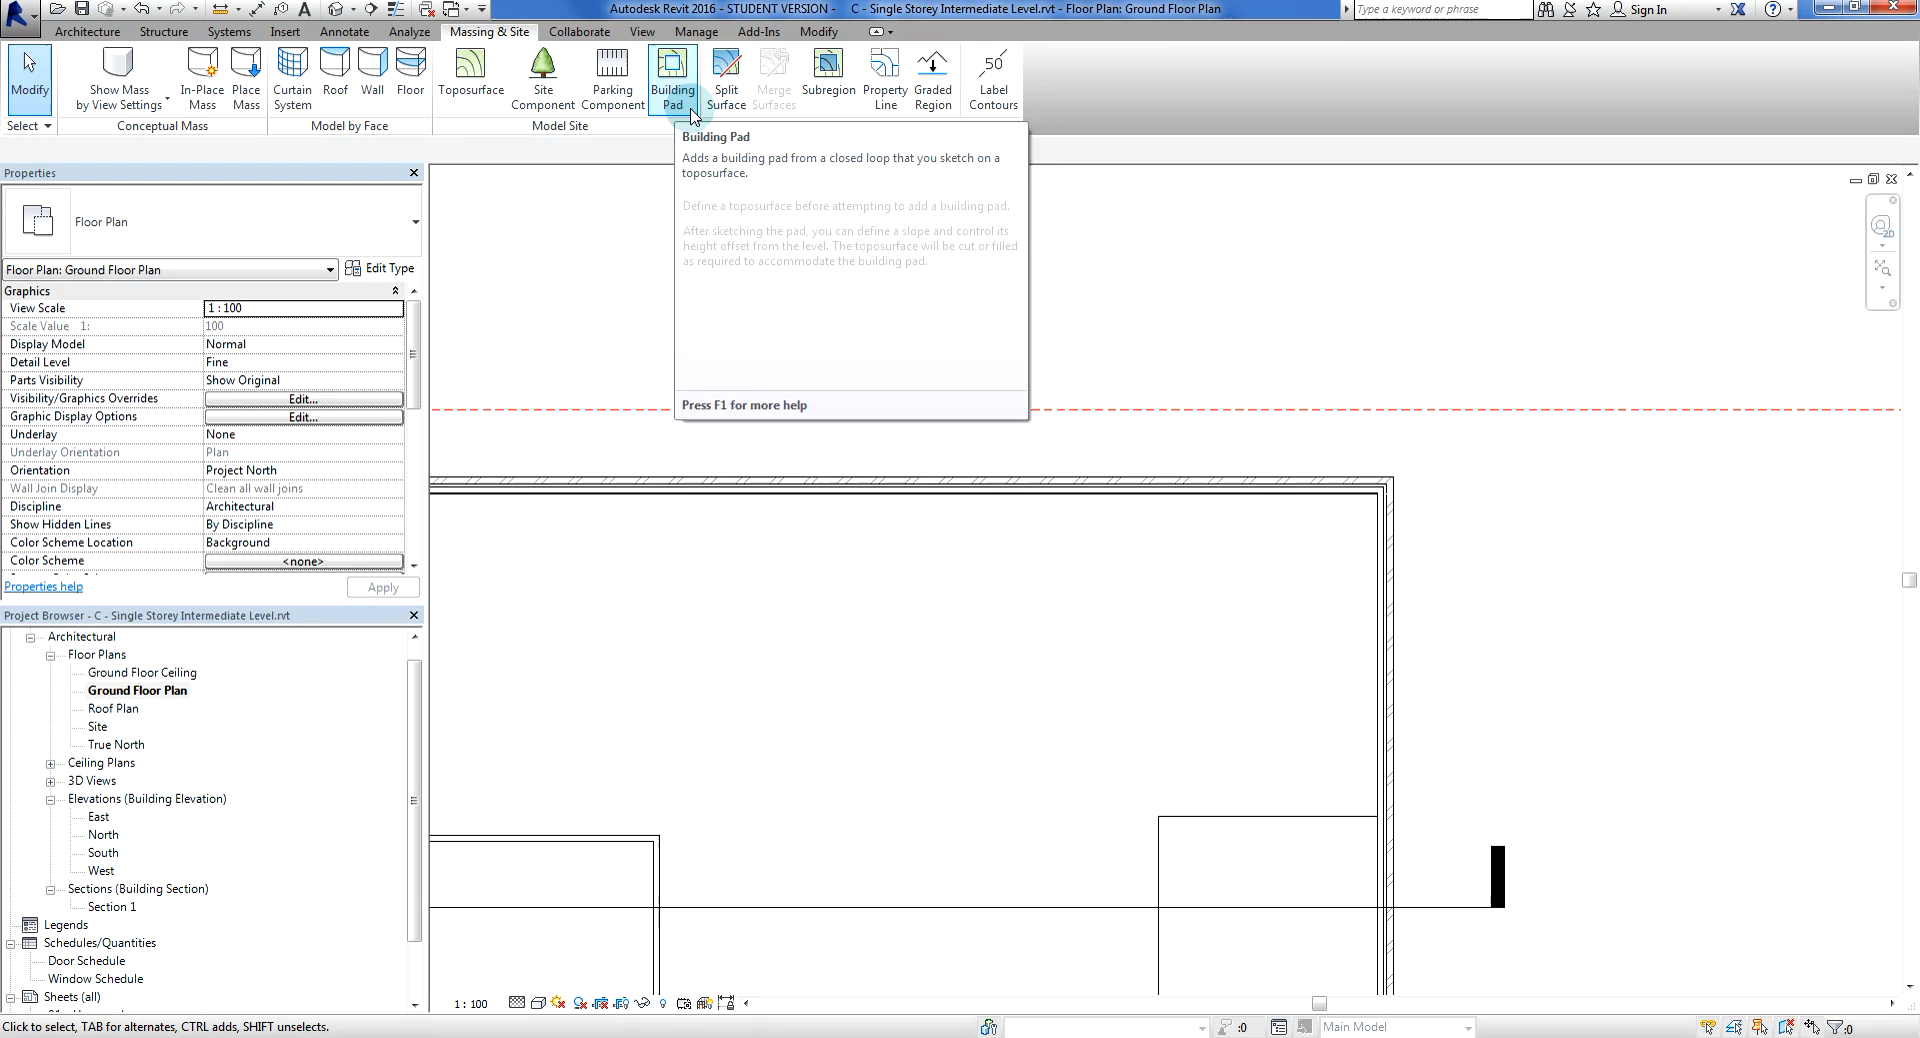 Autodesk Revit 2016 - STUDENT VERSION - C - Single Storey Intermediate Level.rvt - Floor Plan: Ground Floor Plan
Type a keyword or phrase
Sign In
Architecture Structure Systems Insert Annotate Analyze Massing & Site Collaborate View Manage Add-Ins Modify
Modify
Show Mass
by View Settings
In-Place
Mass
Place
Mass
Curtain
System
Roof
Wall
Floor
Toposurface
Site
Component
Parking
Component
Building
Pad
Split
Surface
Merge
Surfaces
Subregion
Property
Line
Graded
Region
50
Label
Contours
Select
Conceptual Mass
Model by Face
Model Site
Building Pad
Adds a building pad from a closed loop that you sketch on a
toposurface.
Define a toposurface before attempting to add a building pad.
After sketching the pad, you can define a slope and control its
height offset from the level. The toposurface will be cut or filled
as required to accommodate the building pad.
Press F1 for more help
2D
Properties
Floor Plan
Floor Plan: Ground Floor Plan
Edit Type
Graphics
View Scale 1 : 100
Scale Value 1: 100
Display Model Normal
Detail Level Fine
Parts Visibility Show Original
Visibility/Graphics Overrides Edit...
Graphic Display Options Edit...
Underlay None
Underlay Orientation Plan
Orientation Project North
Wall Join Display Clean all wall joins
Discipline Architectural
Show Hidden Lines By Discipline
Color Scheme Location Background
Color Scheme <none>
Properties help
Apply
Project Browser - C - Single Storey Intermediate Level.rvt
Architectural
Floor Plans
Ground Floor Ceiling
Ground Floor Plan
Roof Plan
Site
True North
Ceiling Plans
3D Views
Elevations (Building Elevation)
East
North
South
West
Sections (Building Section)
Section 1
Legends
Schedules/Quantities
Door Schedule
Window Schedule
Sheets (all)
1 : 100
Click to select, TAB for alternates, CTRL adds, SHIFT unselects.
:0
Main Model
:0